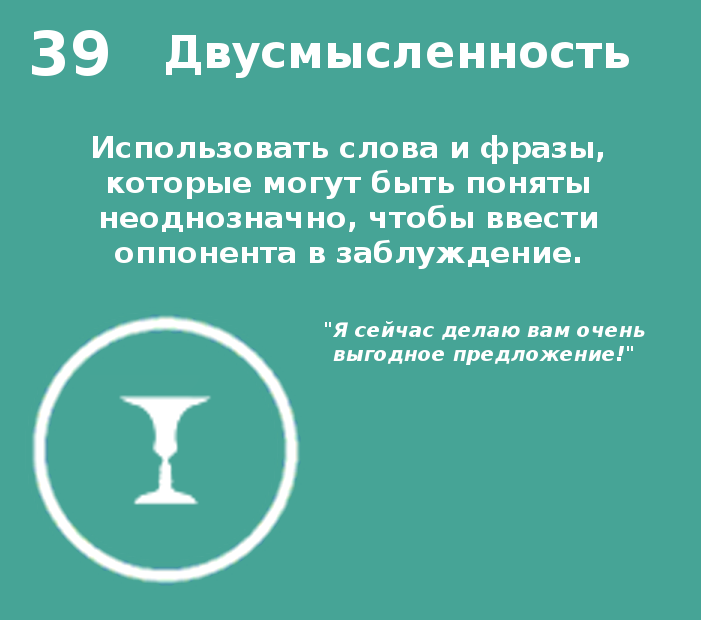 39 Двусмысленность
Использовать слова и фразы,
которые могут быть поняты
неоднозначно, чтобы ввести
оппонента в заблуждение.
"Я сейчас делаю вам очень
выгодное предложение!"